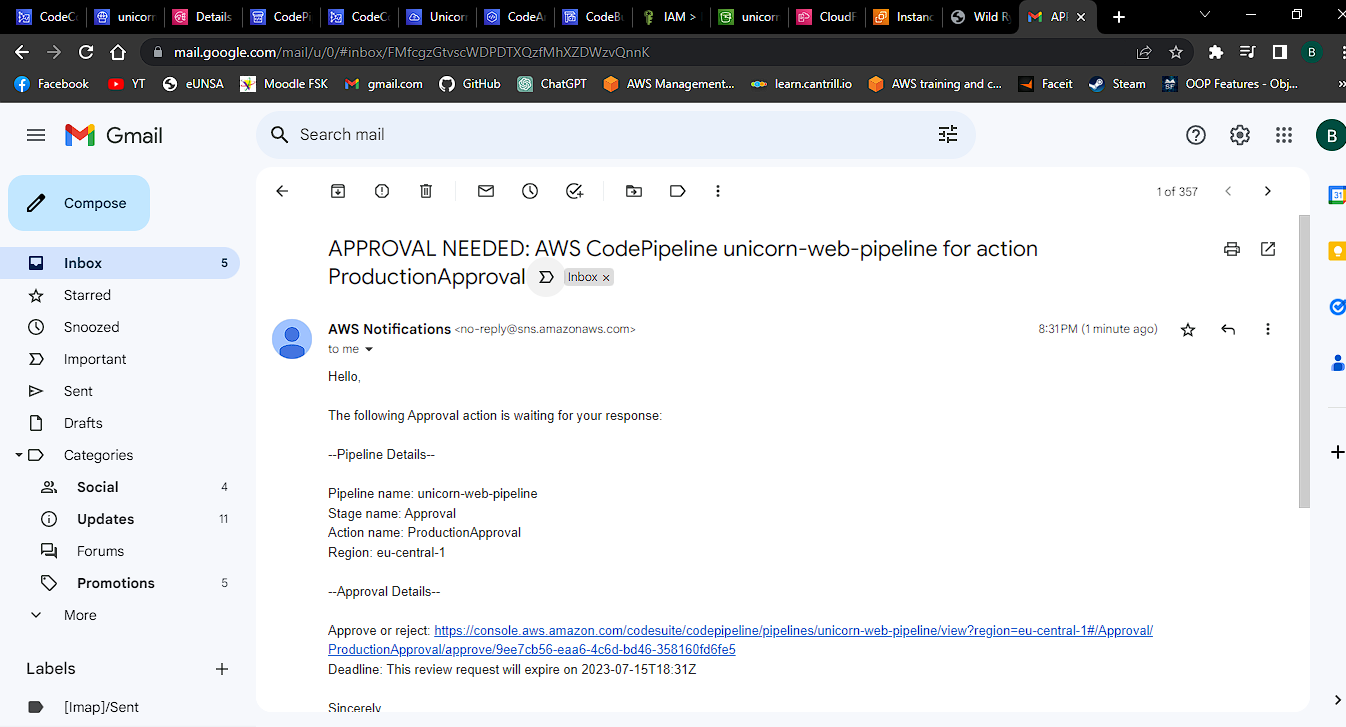 CodeCo
unicorn
Details
CodePi
CodeCo
Unicorn
CodeAr
CodeBu
IAM >
unicorn
CloudF
Instanc
Wild Ry
API
mail.google.com/mail/u/0/#inbox/FMfcgzGtvscWDPDTXQzfMhXZDWzvQnnK
B
Facebook
YT
eUNSA
Moodle FSK
gmail.com
GitHub
ChatGPT
AWS Management...
learn.cantrill.io
AWS training and c...
Faceit
Steam
OOP Features - Obj...
Gmail
Search mail
B
Compose
1 of 357
31
Inbox 5
Starred
Snoozed
Important
Sent
Drafts
Categories
Social 4
Updates 11
Forums
Promotions 5
More
Labels
[Imap]/Sent
APPROVAL NEEDED: AWS CodePipeline unicorn-web-pipeline for action
ProductionApproval Inbox x
AWS Notifications <no-reply@sns.amazonaws.com> 8:31 PM (1 minute ago)
to me
Hello,
The following Approval action is waiting for your response:
--Pipeline Details--
Pipeline name: unicorn-web-pipeline
Stage name: Approval
Action name: ProductionApproval
Region: eu-central-1
--Approval Details--
Approve or reject: https://console.aws.amazon.com/codesuite/codepipeline/pipelines/unicorn-web-pipeline/view?region=eu-central-1#/Approval/
ProductionApproval/approve/9ee7cb56-eaa6-4c6d-bd46-358160fd6fe5
Deadline: This review request will expire on 2023-07-15T18:31Z
Sincerely